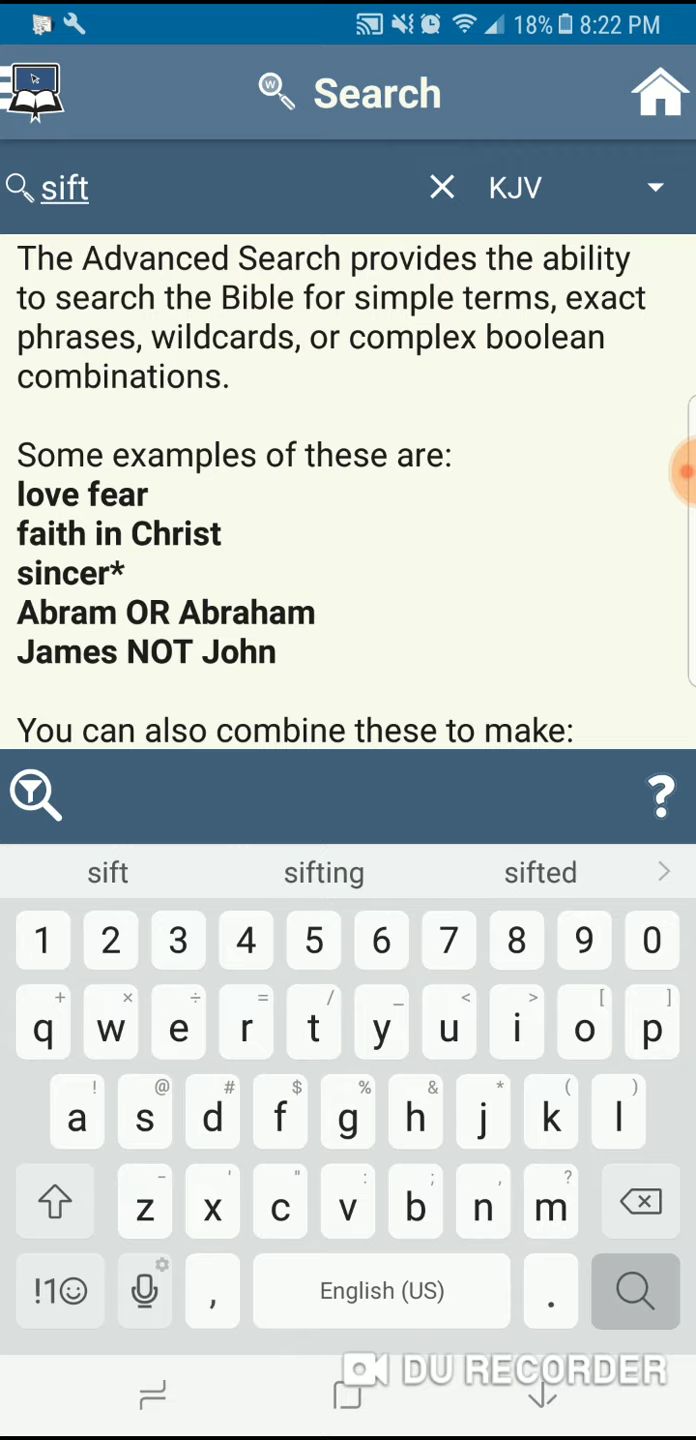 18% 8:22 PM
W Search
sift KJV
The Advanced Search provides the ability
to search the Bible for simple terms, exact
phrases, wildcards, or complex boolean
combinations.
Some examples of these are:
love fear
faith in Christ
sincer*
Abram OR Abraham
James NOT John
You can also combine these to make:
?
sift sifting sifted >
1 2 3 4 5 6 7 8 9 0
+ × ÷ = / _ < > [ ]
q w e r t y u i o p
! @ # $ % & * ( )
a s d f g h j k l
- ' " : ; , ?
z x c v b n m
!1☺ , English (US) .
DU RECORDER